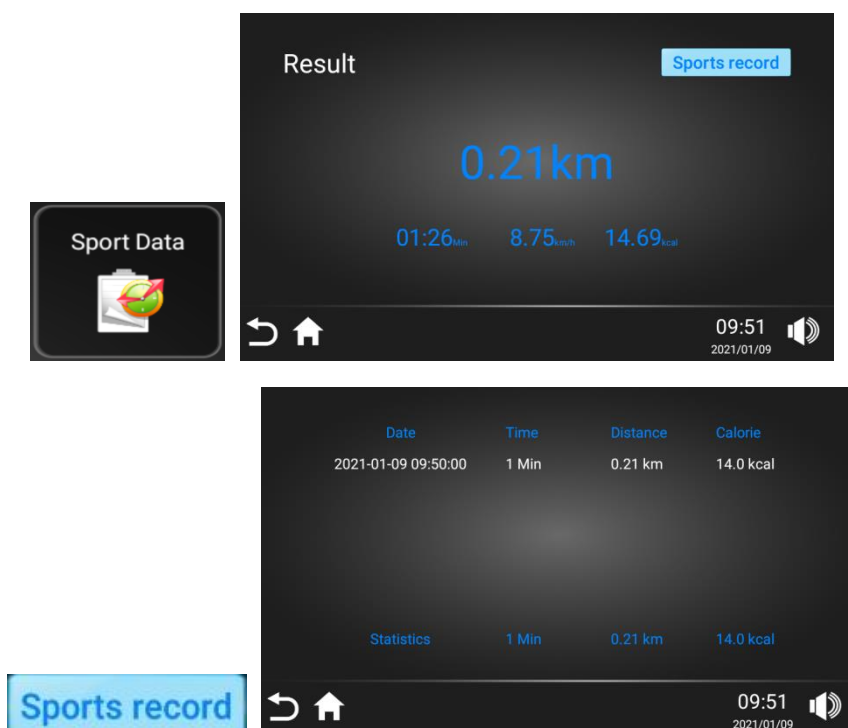 Result
Sports record
0.21km
Sport Data
01:26Min 8.75km/h 14.69kcal
09:51
2021/01/09
Date Time Distance Calorie
2021-01-09 09:50:00 1 Min 0.21 km 14.0 kcal
Statistics 1 Min 0.21 km 14.0 kcal
Sports record
09:51
2021/01/09